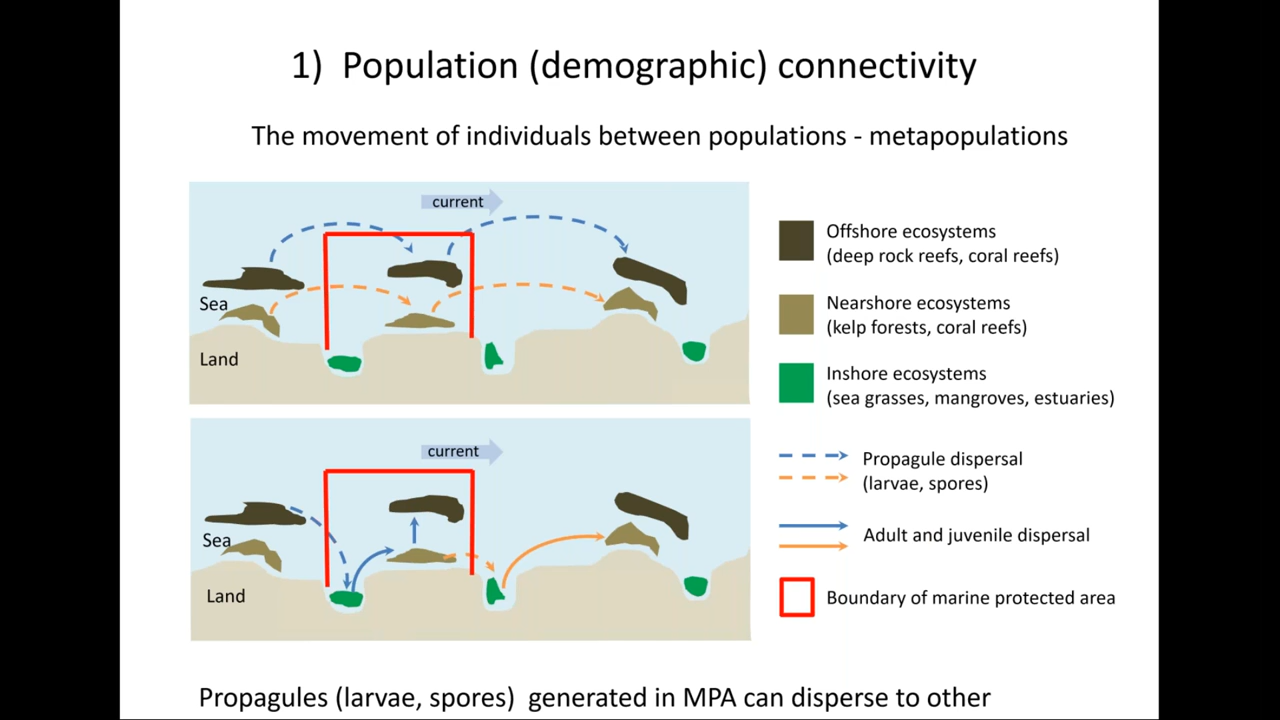 1) Population (demographic) connectivity
The movement of individuals between populations - metapopulations
current
Sea
Land
Offshore ecosystems
(deep rock reefs, coral reefs)
Nearshore ecosystems
(kelp forests, coral reefs)
Inshore ecosystems
(sea grasses, mangroves, estuaries)
current
Sea
Land
Propagule dispersal
(larvae, spores)
Adult and juvenile dispersal
Boundary of marine protected area
Propagules (larvae, spores) generated in MPA can disperse to other